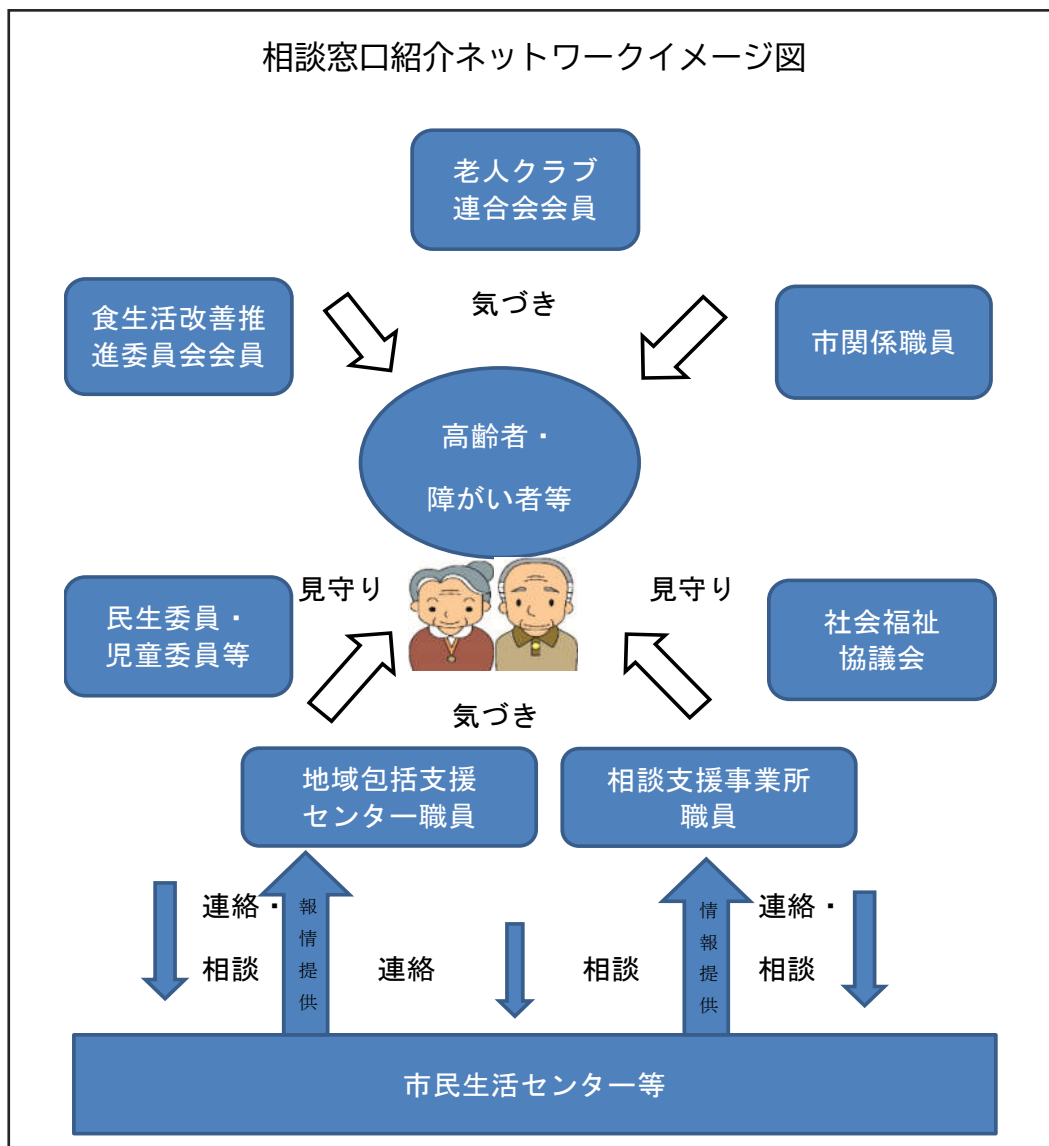 相談窓口紹介ネットワークイメージ図
老人クラブ
連合会会員
気づき
食生活改善推
進委員会会員
市関係職員
高齢者・
障がい者等
見守り
見守り
民生委員・
児童委員等
社会福祉
協議会
気づき
地域包括支援
センター職員
相談支援事業所
職員
連絡・
相談
報情提供
連絡
相談
情報提供
連絡・
相談
市民生活センター等